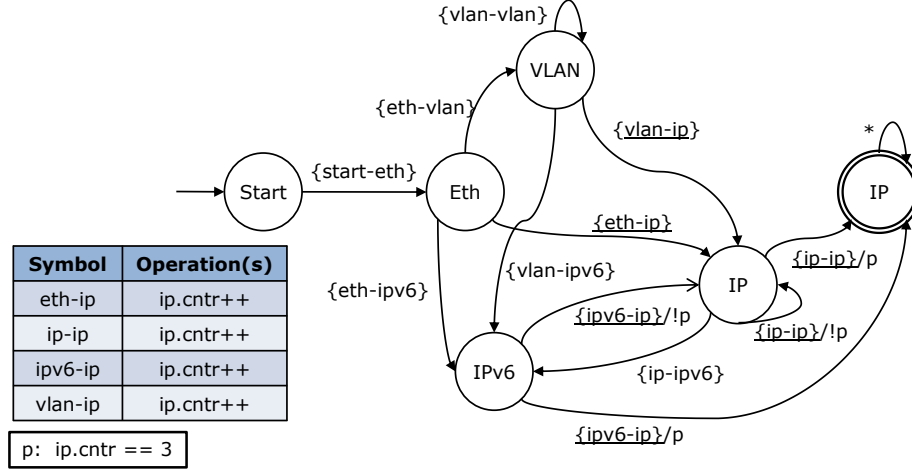 {vlan-vlan}
VLAN
{eth-vlan}
{vlan-ip}
*
{start-eth}
Start
Eth
IP
{eth-ip}
{vlan-ipv6}
{eth-ipv6}
IP
{ip-ip}/p
{ipv6-ip}/!p
{ip-ip}/!p
IPv6
{ip-ipv6}
{ipv6-ip}/p
Symbol Operation(s)
eth-ip ip.cntr++
ip-ip ip.cntr++
ipv6-ip ip.cntr++
vlan-ip ip.cntr++
p: ip.cntr == 3